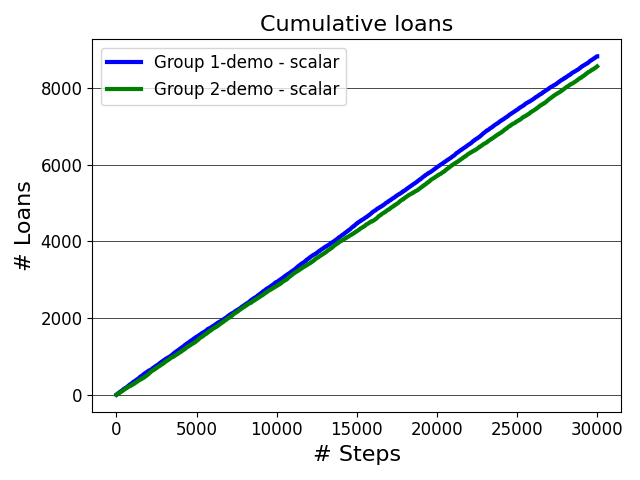 Cumulative loans
Group 1-demo - scalar
Group 2-demo - scalar
# Loans
8000
6000
4000
2000
0
0 5000 10000 15000 20000 25000 30000
# Steps